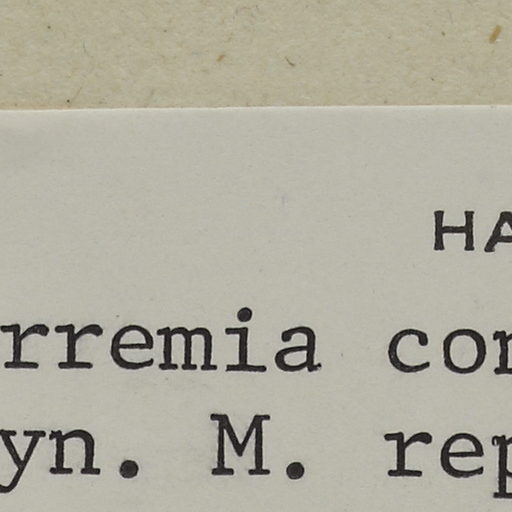 HA
rremia con
yn. M. rep